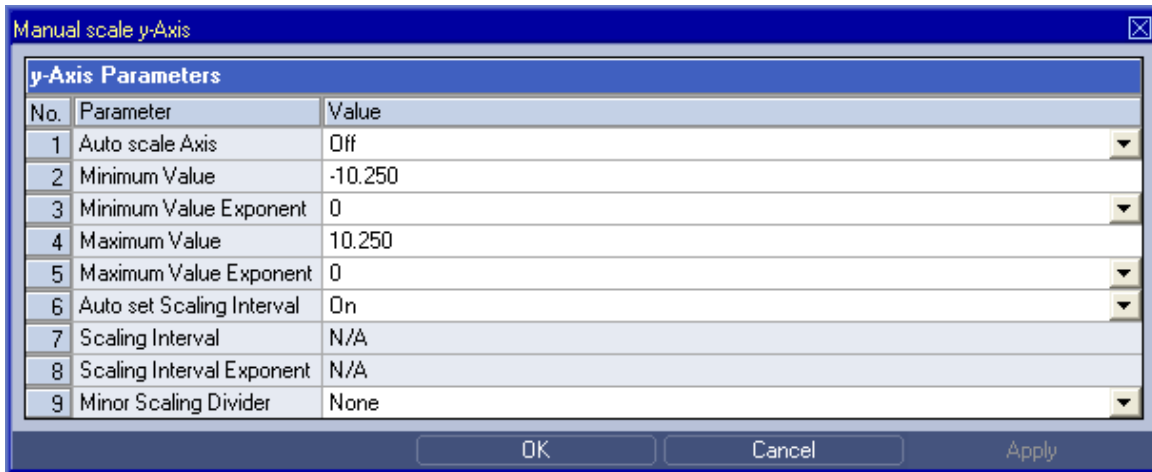 Manual scale y-Axis
y-Axis Parameters
No. Parameter Value
1 Auto scale Axis Off
2 Minimum Value -10.250
3 Minimum Value Exponent 0
4 Maximum Value 10.250
5 Maximum Value Exponent 0
6 Auto set Scaling Interval On
7 Scaling Interval N/A
8 Scaling Interval Exponent N/A
9 Minor Scaling Divider None
OK Cancel Apply